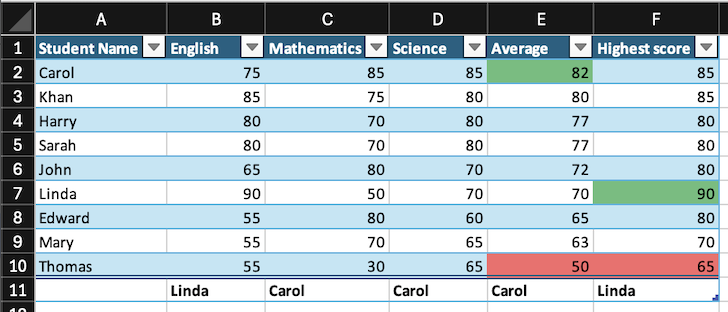 A B C D E F
1 Student Name English Mathematics Science Average Highest score
2 Carol 75 85 85 82 85
3 Khan 85 75 80 80 85
4 Harry 80 70 80 77 80
5 Sarah 80 70 80 77 80
6 John 65 80 70 72 80
7 Linda 90 50 70 70 90
8 Edward 55 80 60 65 80
9 Mary 55 70 65 63 70
10 Thomas 55 30 65 50 65
11 Linda Carol Carol Carol Linda